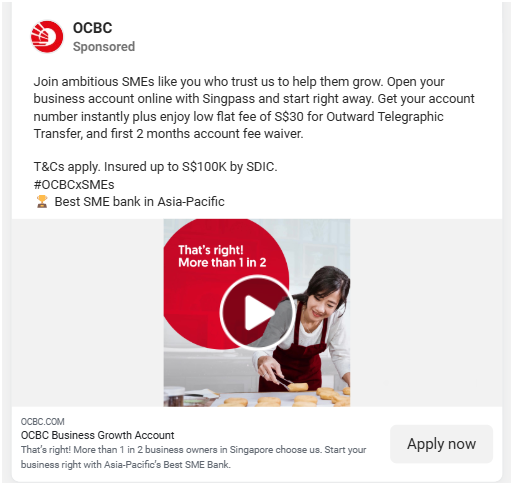 OCBC
Sponsored
Join ambitious SMEs like you who trust us to help them grow. Open your
business account online with Singpass and start right away. Get your account
number instantly plus enjoy low flat fee of S$30 for Outward Telegraphic
Transfer, and first 2 months account fee waiver.
T&Cs apply. Insured up to S$100K by SDIC.
#OCBCxSMEs
🏆 Best SME bank in Asia-Pacific
That's right!
More than 1 in 2
OCBC.COM
OCBC Business Growth Account
That's right! More than 1 in 2 business owners in Singapore choose us. Start your
business right with Asia-Pacific's Best SME Bank.
Apply now